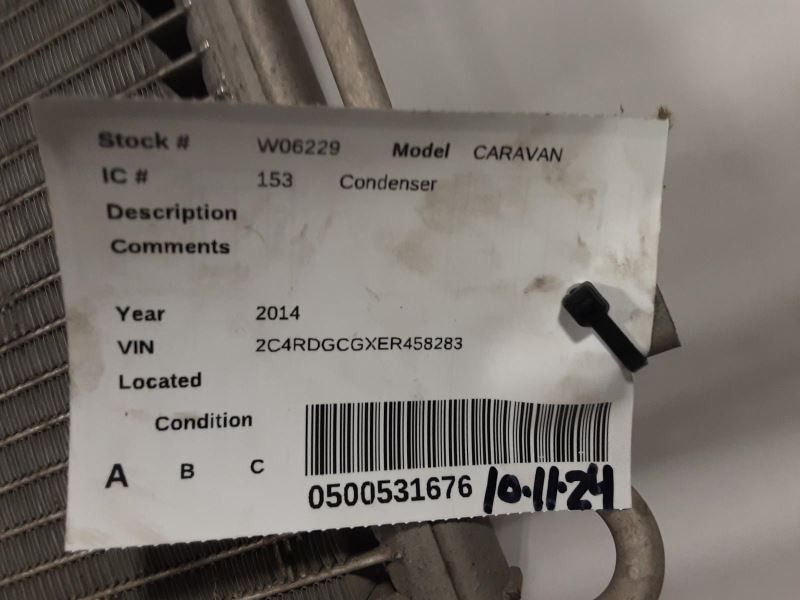 Stock # W06229 Model CARAVAN
IC # 153 Condenser
Description
Comments
Year 2014
VIN 2C4RDGCGXER458283
Located
Condition
A B C
0500531676 10.11.24